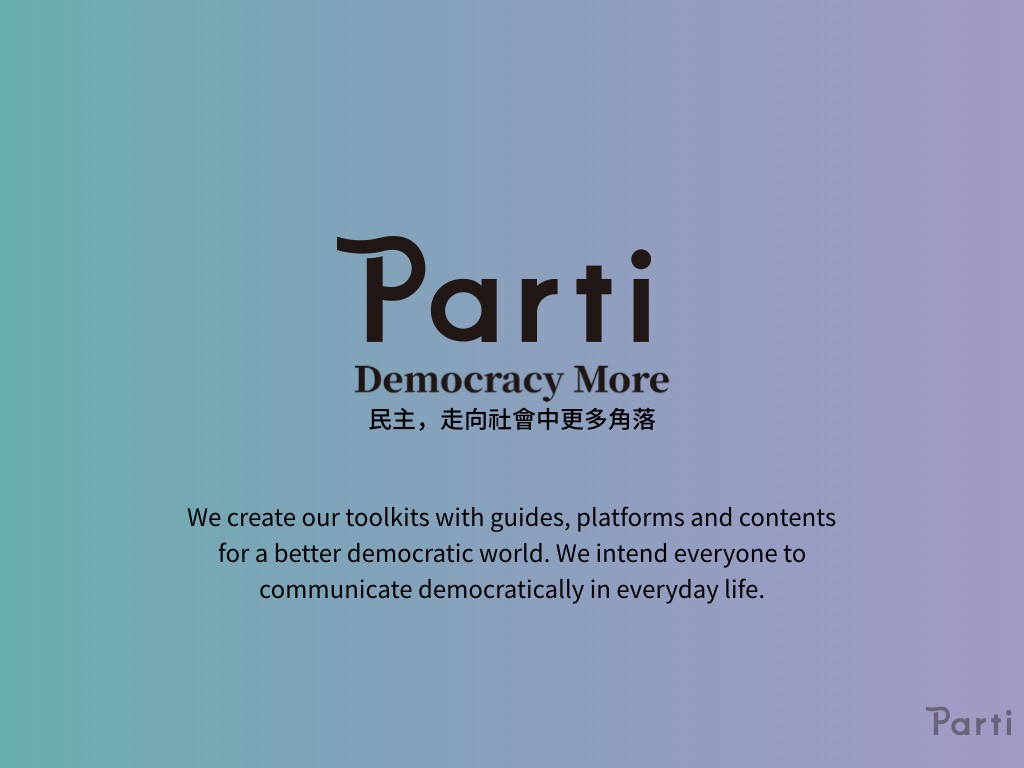 Parti
Democracy More
民主，走向社會中更多角落
We create our toolkits with guides, platforms and contents
for a better democratic world. We intend everyone to
communicate democratically in everyday life.
Parti